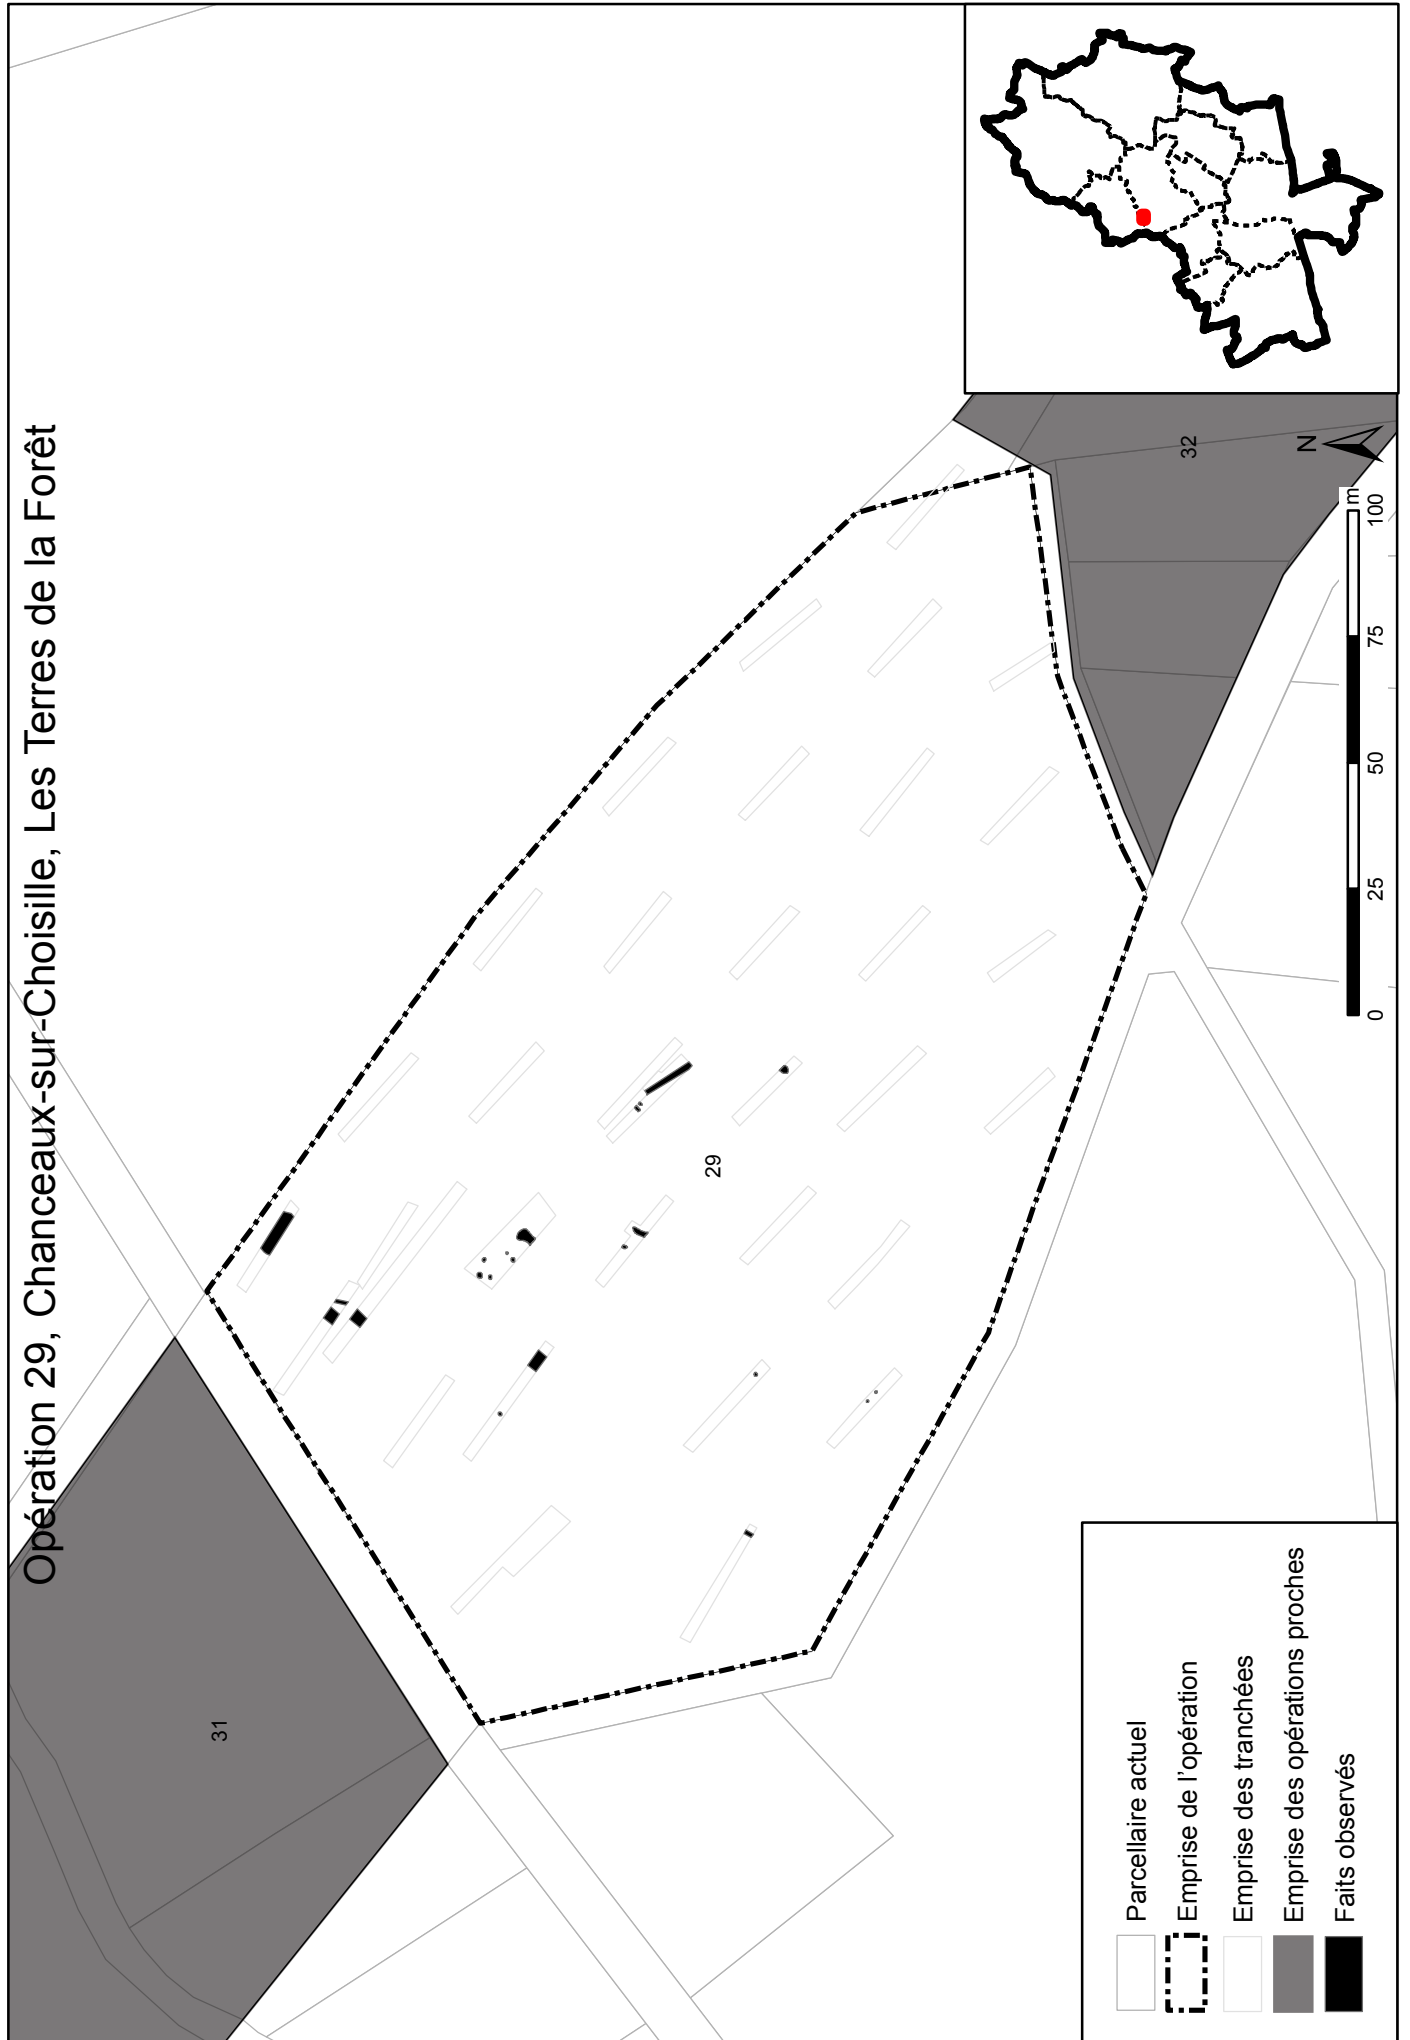 Opération 29, Chanceaux-sur-Choisille, Les Terres de la Forêt
31
29
32
N
m
0 25 50 75 100
Parcellaire actuel
Emprise de l'opération
Emprise des tranchées
Emprise des opérations proches
Faits observés